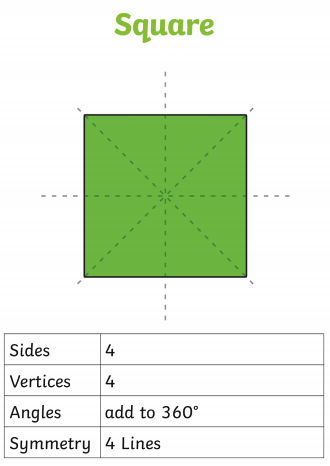 Square
Sides 4
Vertices 4
Angles add to 360°
Symmetry 4 Lines